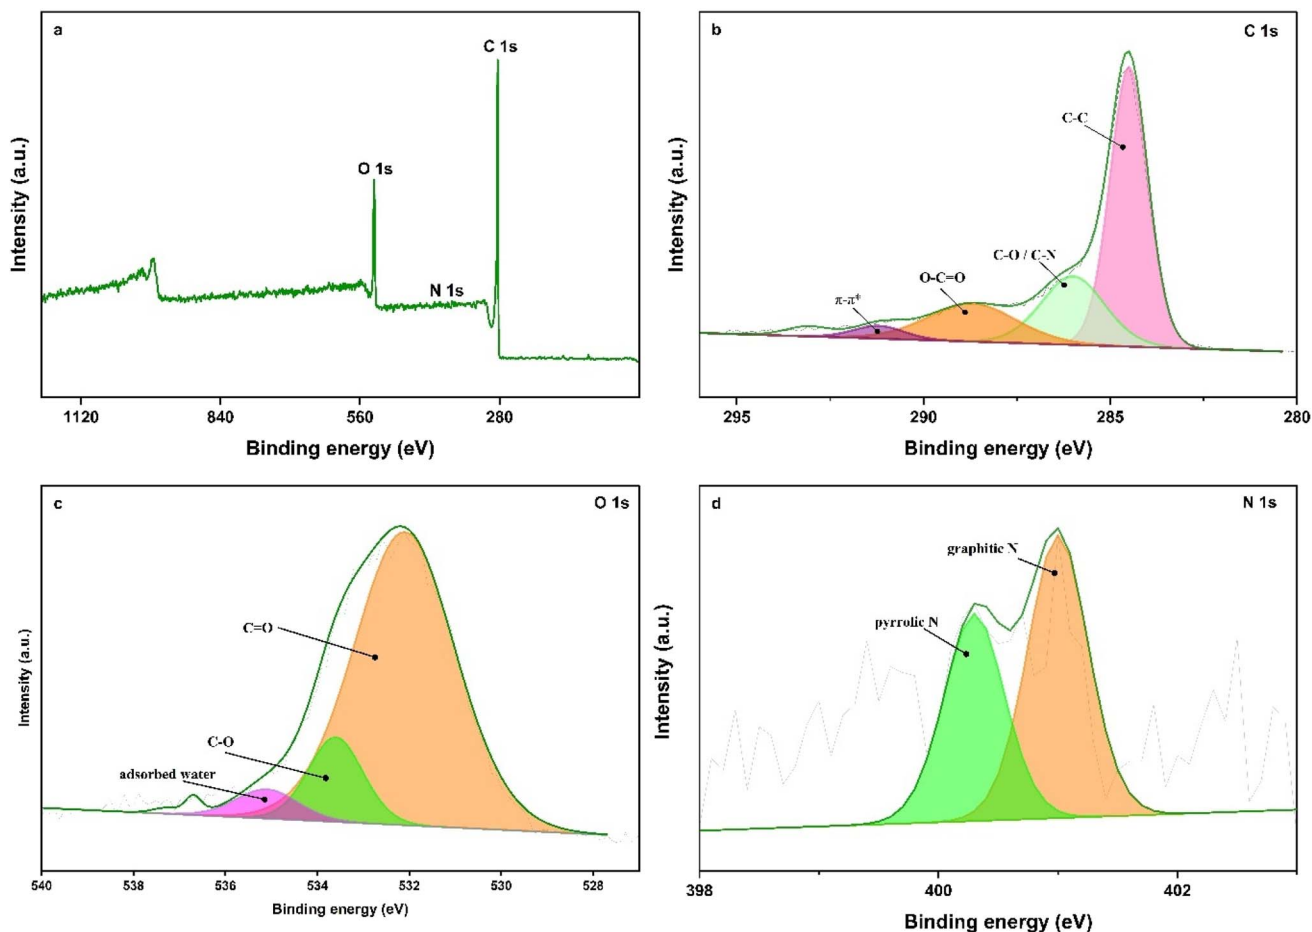 a
C 1s
O 1s
N 1s
Intensity (a.u.)
1120 840 560 280
Binding energy (eV)
b
C 1s
C-C
C-O / C-N
O-C=O
π-π*
Intensity (a.u.)
295 290 285 280
Binding energy (eV)
c
O 1s
C=O
C-O
adsorbed water
Intensity (a.u.)
540 538 536 534 532 530 528
Binding energy (eV)
d
N 1s
graphitic N
pyrrolic N
Intensity (a.u.)
398 400 402
Binding energy (eV)